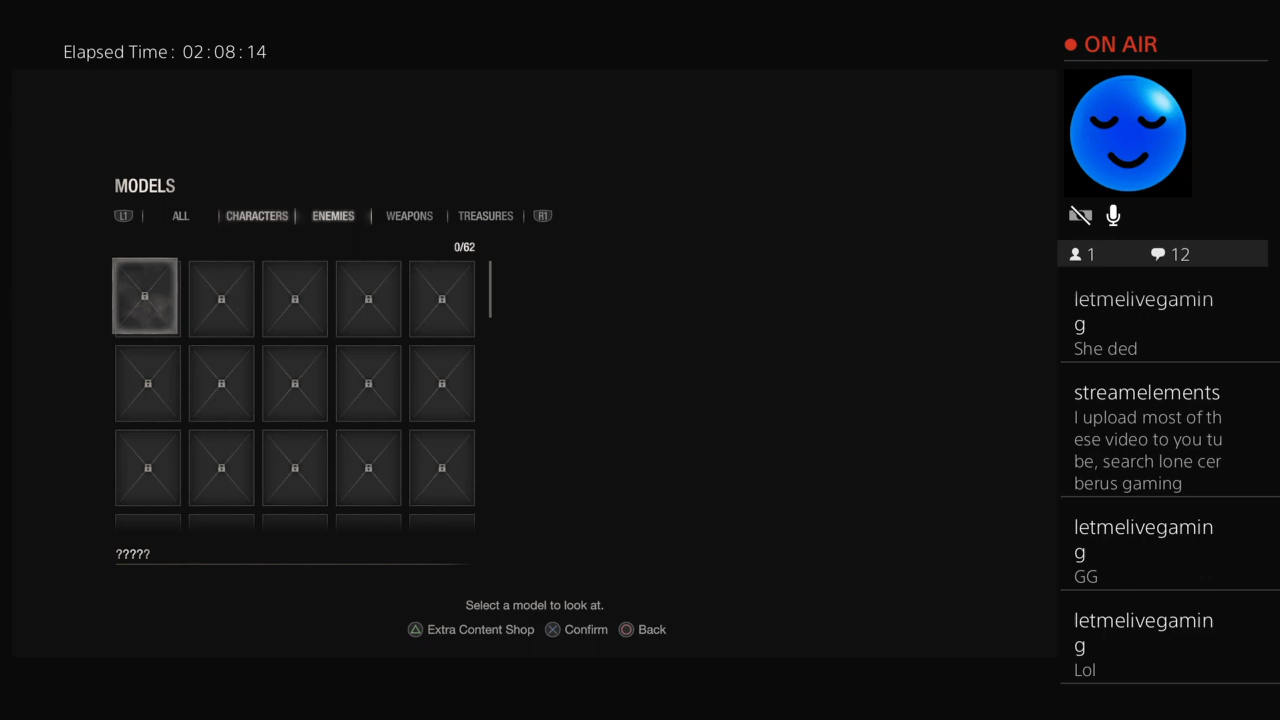 Elapsed Time: 02:08:14
ON AIR
MODELS
L1
ALL
CHARACTERS
ENEMIES
WEAPONS
TREASURES
R1
0/62
?????
Select a model to look at.
Extra Content Shop
Confirm
Back
1
12
letmelivegamin
g
She ded
streamelements
I upload most of th
ese video to you tu
be, search lone cer
berus gaming
letmelivegamin
g
GG
letmelivegamin
g
Lol